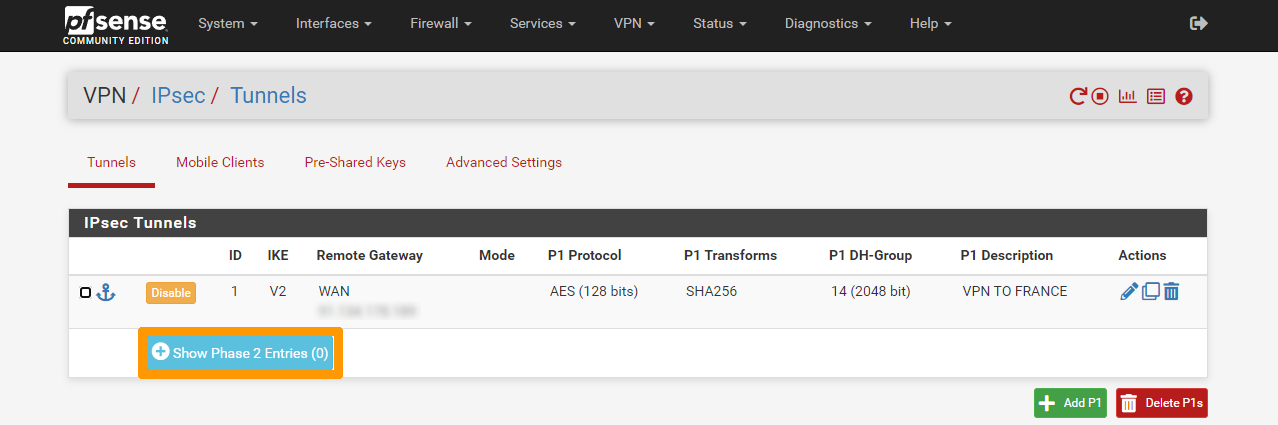 pfsense
COMMUNITY EDITION
System Interfaces Firewall Services VPN Status Diagnostics Help
VPN / IPsec / Tunnels
Tunnels Mobile Clients Pre-Shared Keys Advanced Settings
IPsec Tunnels
ID IKE Remote Gateway Mode P1 Protocol P1 Transforms P1 DH-Group P1 Description Actions
Disable 1 V2 WAN AES (128 bits) SHA256 14 (2048 bit) VPN TO FRANCE
Show Phase 2 Entries (0)
Add P1 Delete P1s